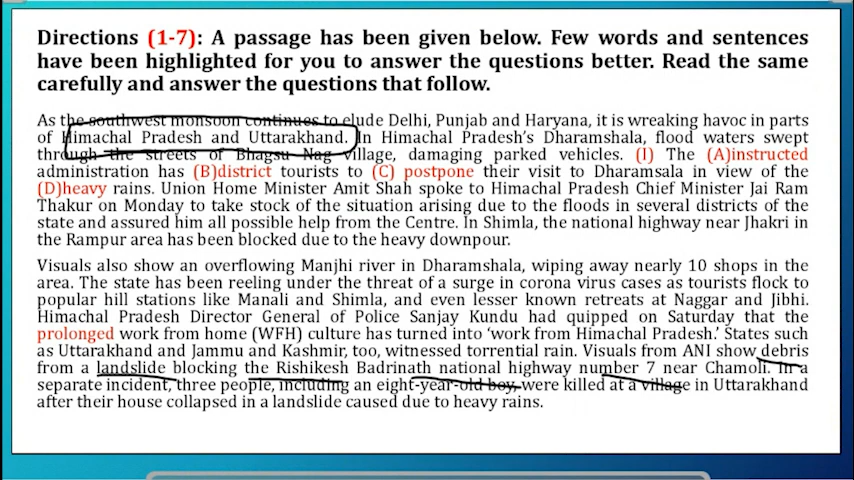 Directions (1-7): A passage has been given below. Few words and sentences
have been highlighted for you to answer the questions better. Read the same
carefully and answer the questions that follow.
As the southwest monsoon continues to elude Delhi, Punjab and Haryana, it is wreaking havoc in parts
of Himachal Pradesh and Uttarakhand. In Himachal Pradesh's Dharamshala, flood waters swept
through the streets of Bhagsu Nag village, damaging parked vehicles. (I) The (A)instructed
administration has (B)district tourists to (C) postpone their visit to Dharamsala in view of the
(D)heavy rains. Union Home Minister Amit Shah spoke to Himachal Pradesh Chief Minister Jai Ram
Thakur on Monday to take stock of the situation arising due to the floods in several districts of the
state and assured him all possible help from the Centre. In Shimla, the national highway near Jhakri in
the Rampur area has been blocked due to the heavy downpour.
Visuals also show an overflowing Manjhi river in Dharamshala, wiping away nearly 10 shops in the
area. The state has been reeling under the threat of a surge in corona virus cases as tourists flock to
popular hill stations like Manali and Shimla, and even lesser known retreats at Naggar and Jibhi.
Himachal Pradesh Director General of Police Sanjay Kundu had quipped on Saturday that the
prolonged work from home (WFH) culture has turned into 'work from Himachal Pradesh.' States such
as Uttarakhand and Jammu and Kashmir, too, witnessed torrential rain. Visuals from ANI show debris
from a landslide blocking the Rishikesh Badrinath national highway number 7 near Chamoli. In a
separate incident, three people, including an eight-year-old boy, were killed at a village in Uttarakhand
after their house collapsed in a landslide caused due to heavy rains.